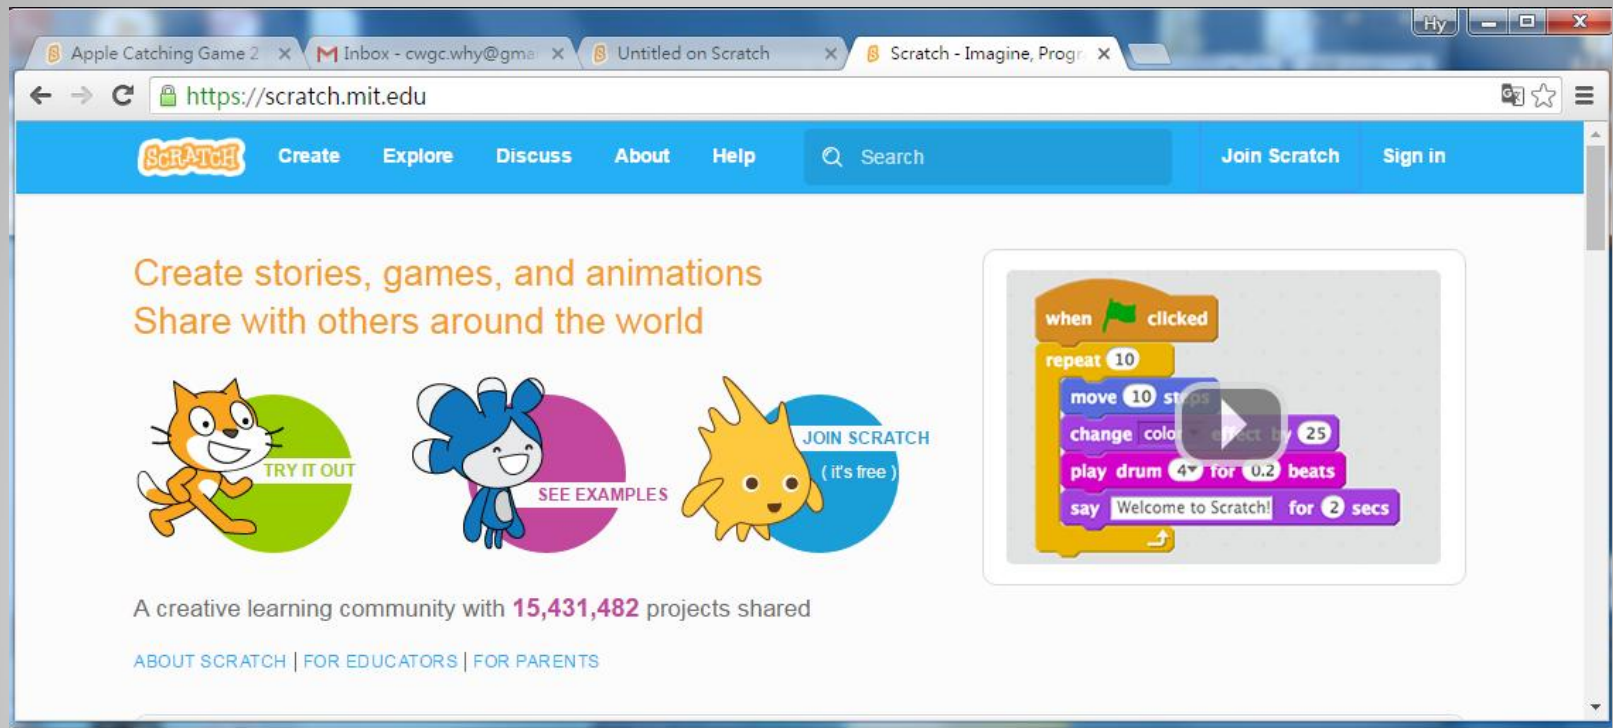 Hy
Apple Catching Game 2
Inbox - cwgc.why@gma
Untitled on Scratch
Scratch - Imagine, Progr
https://scratch.mit.edu
SCRATCH Create Explore Discuss About Help Search Join Scratch Sign in
Create stories, games, and animations
Share with others around the world
TRY IT OUT
SEE EXAMPLES
JOIN SCRATCH
( it's free )
when clicked
repeat 10
move 10 steps
change color effect by 25
play drum 4 for 0.2 beats
say Welcome to Scratch! for 2 secs
A creative learning community with 15,431,482 projects shared
ABOUT SCRATCH | FOR EDUCATORS | FOR PARENTS